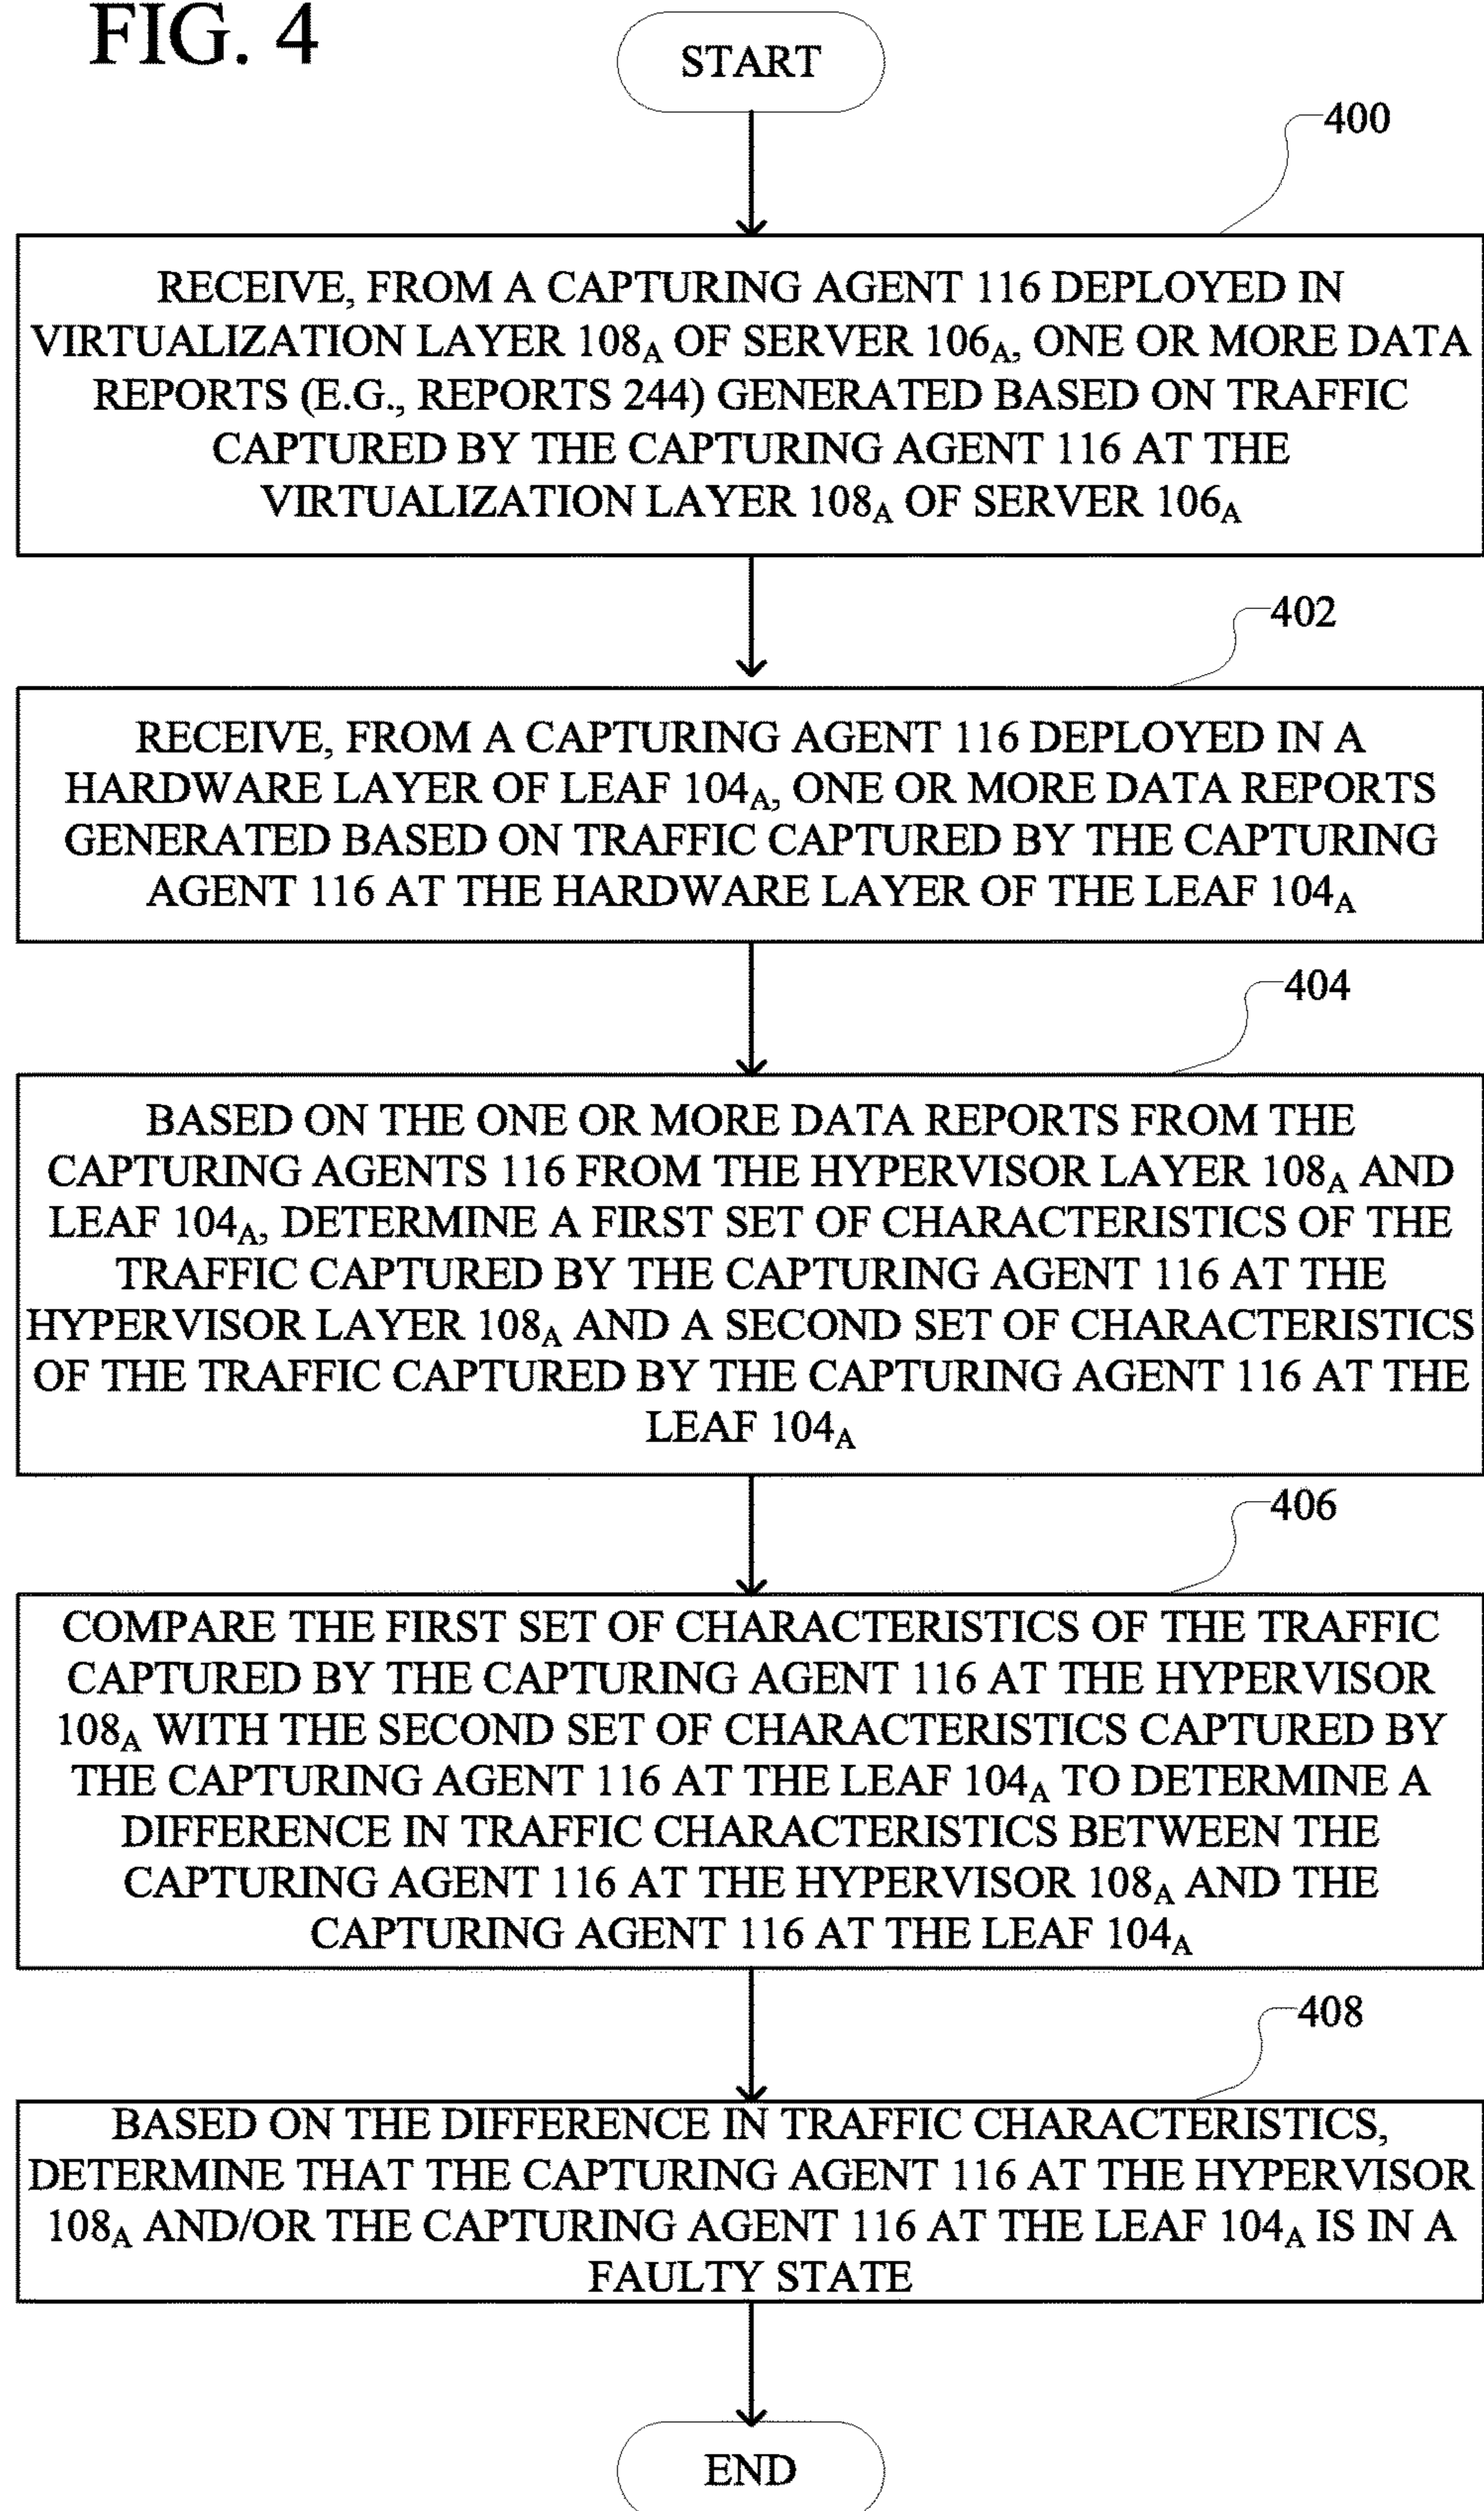 FIG. 4
START
400
RECEIVE, FROM A CAPTURING AGENT 116 DEPLOYED IN
VIRTUALIZATION LAYER 108A OF SERVER 106A, ONE OR MORE DATA
REPORTS (E.G., REPORTS 244) GENERATED BASED ON TRAFFIC
CAPTURED BY THE CAPTURING AGENT 116 AT THE
VIRTUALIZATION LAYER 108A OF SERVER 106A
402
RECEIVE, FROM A CAPTURING AGENT 116 DEPLOYED IN A
HARDWARE LAYER OF LEAF 104A, ONE OR MORE DATA REPORTS
GENERATED BASED ON TRAFFIC CAPTURED BY THE CAPTURING
AGENT 116 AT THE HARDWARE LAYER OF THE LEAF 104A
404
BASED ON THE ONE OR MORE DATA REPORTS FROM THE
CAPTURING AGENTS 116 FROM THE HYPERVISOR LAYER 108A AND
LEAF 104A, DETERMINE A FIRST SET OF CHARACTERISTICS OF THE
TRAFFIC CAPTURED BY THE CAPTURING AGENT 116 AT THE
HYPERVISOR LAYER 108A AND A SECOND SET OF CHARACTERISTICS
OF THE TRAFFIC CAPTURED BY THE CAPTURING AGENT 116 AT THE
LEAF 104A
406
COMPARE THE FIRST SET OF CHARACTERISTICS OF THE TRAFFIC
CAPTURED BY THE CAPTURING AGENT 116 AT THE HYPERVISOR
108A WITH THE SECOND SET OF CHARACTERISTICS CAPTURED BY
THE CAPTURING AGENT 116 AT THE LEAF 104A TO DETERMINE A
DIFFERENCE IN TRAFFIC CHARACTERISTICS BETWEEN THE
CAPTURING AGENT 116 AT THE HYPERVISOR 108A AND THE
CAPTURING AGENT 116 AT THE LEAF 104A
408
BASED ON THE DIFFERENCE IN TRAFFIC CHARACTERISTICS,
DETERMINE THAT THE CAPTURING AGENT 116 AT THE HYPERVISOR
108A AND/OR THE CAPTURING AGENT 116 AT THE LEAF 104A IS IN A
FAULTY STATE
END